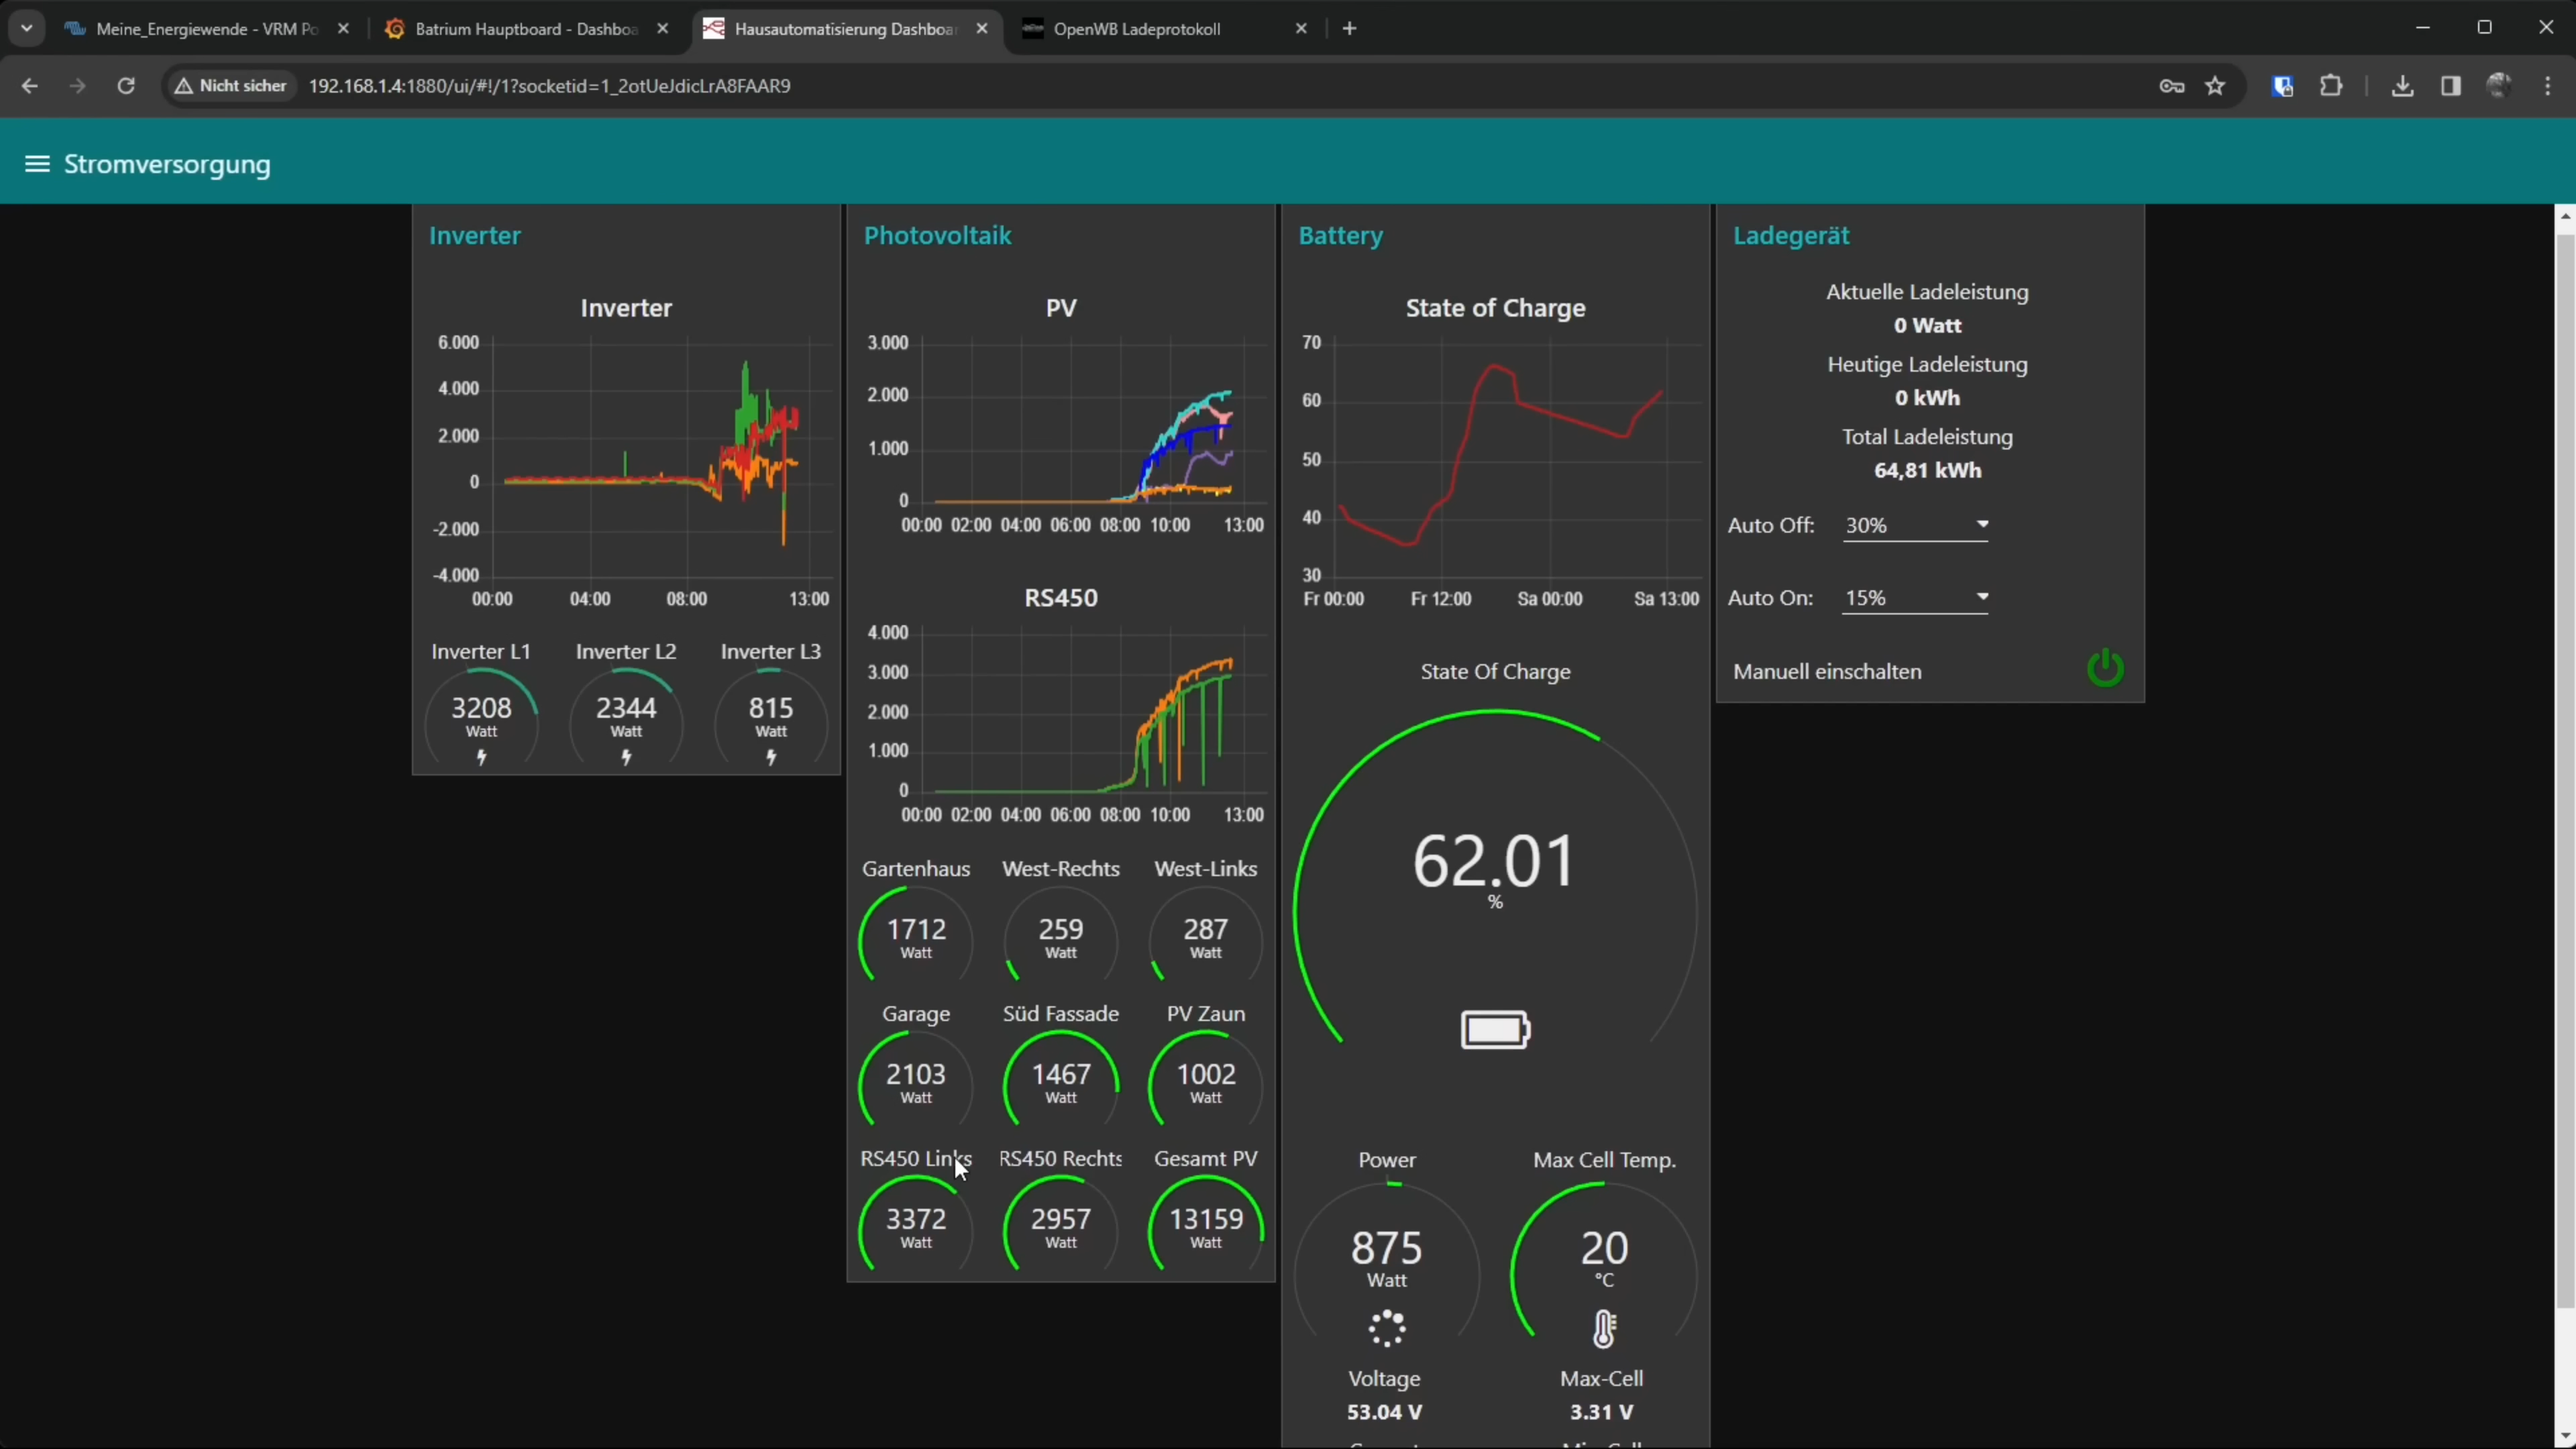 Meine_Energiewende - VRM Po
Batrium Hauptboard - Dashboa
Hausautomatisierung Dashboar
OpenWB Ladeprotokoll
Nicht sicher
192.168.1.4:1880/ui/#!/1?socketid=1_2otUeJdicLrA8FAAR9
Stromversorgung
Inverter
Inverter
6.000
4.000
2.000
0
-2.000
-4.000
00:00 04:00 08:00 13:00
Inverter L1 Inverter L2 Inverter L3
3208 2344 815
Watt Watt Watt
Photovoltaik
PV
3.000
2.000
1.000
0
00:00 02:00 04:00 06:00 08:00 10:00 13:00
RS450
4.000
3.000
2.000
1.000
0
00:00 02:00 04:00 06:00 08:00 10:00 13:00
Gartenhaus West-Rechts West-Links
1712 259 287
Watt Watt Watt
Garage Süd Fassade PV Zaun
2103 1467 1002
Watt Watt Watt
RS450 Links RS450 Rechts Gesamt PV
3372 2957 13159
Watt Watt Watt
Battery
State of Charge
70
60
50
40
30
Fr 00:00 Fr 12:00 Sa 00:00 Sa 13:00
State Of Charge
62.01
%
Power Max Cell Temp.
875 20
Watt °C
Voltage Max-Cell
53.04 V 3.31 V
Ladegerät
Aktuelle Ladeleistung
0 Watt
Heutige Ladeleistung
0 kWh
Total Ladeleistung
64,81 kWh
Auto Off: 30%
Auto On: 15%
Manuell einschalten